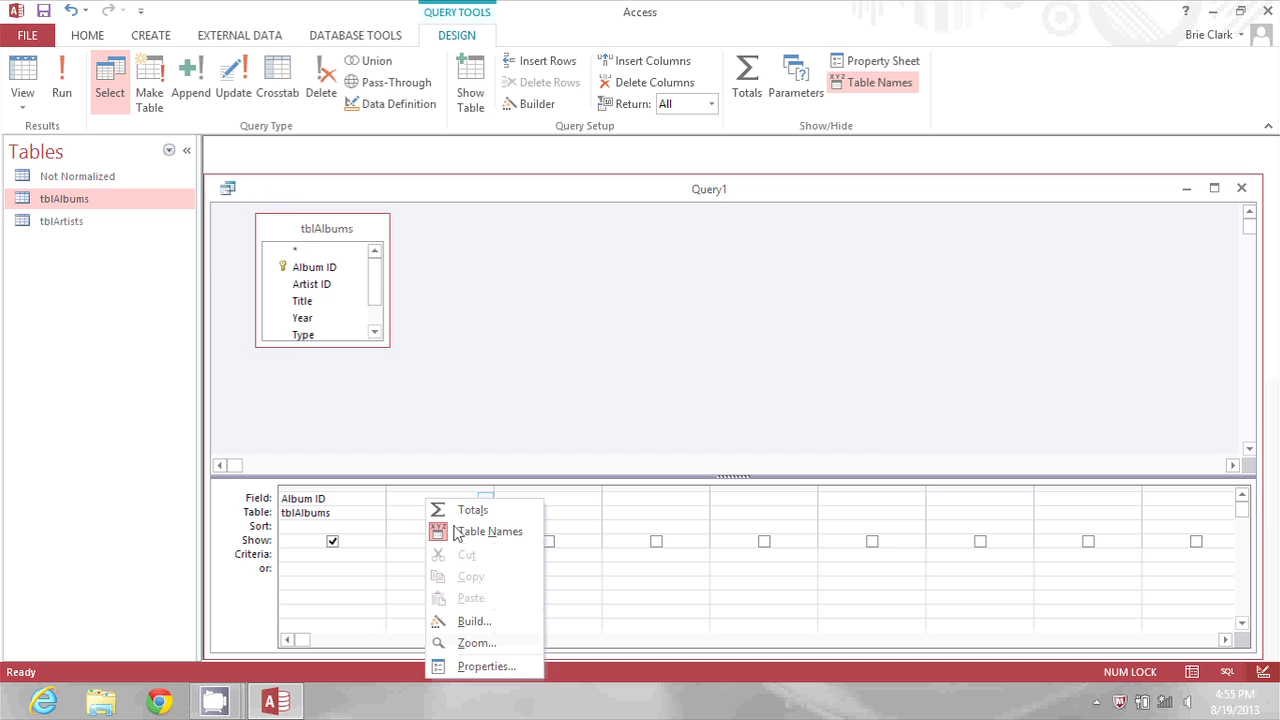 QUERY TOOLS
Access
?
FILE
HOME
CREATE
EXTERNAL DATA
DATABASE TOOLS
DESIGN
Brie Clark
View
Run
Select
Make Table
Append
Update
Crosstab
Delete
Union
Pass-Through
Data Definition
Show Table
Insert Rows
Delete Rows
Builder
Insert Columns
Delete Columns
Return: All
Totals
Parameters
Property Sheet
XYZ Table Names
Results
Query Type
Query Setup
Show/Hide
Tables
Not Normalized
tblAlbums
tblArtists
Query1
tblAlbums
*
Album ID
Artist ID
Title
Year
Type
Field: Album ID
Table: tblAlbums
Sort:
Show:
Criteria:
or:
Totals
XYZ Table Names
Cut
Copy
Paste
Build...
Zoom...
Properties...
Ready
NUM LOCK
SQL
4:55 PM
8/19/2013